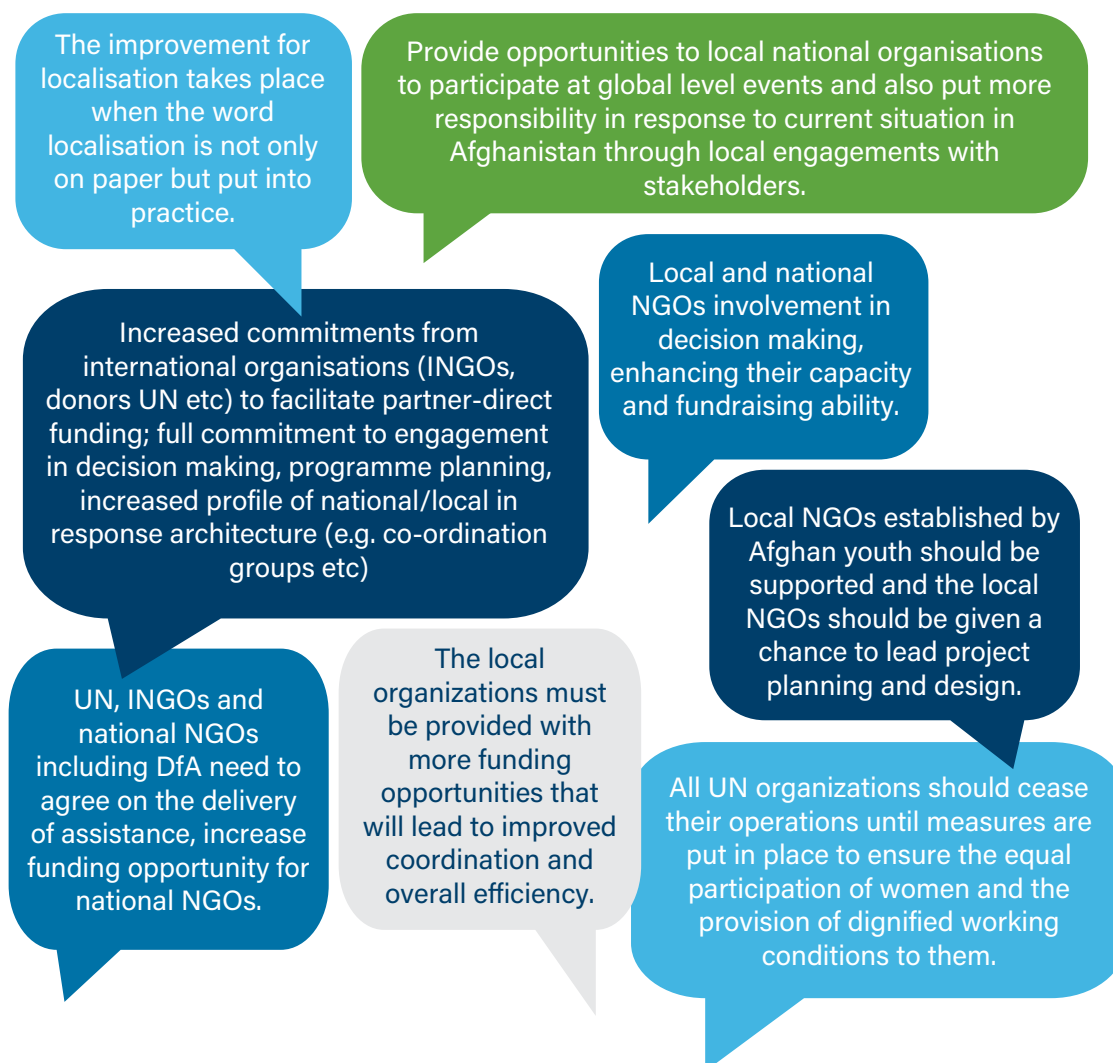 The improvement for
localisation takes place
when the word
localisation is not only
on paper but put into
practice.
Provide opportunities to local national organisations
to participate at global level events and also put more
responsibility in response to current situation in
Afghanistan through local engagements with
stakeholders.
Increased commitments from
international organisations (INGOs,
donors UN etc) to facilitate partner-direct
funding; full commitment to engagement
in decision making, programme planning,
increased profile of national/local in
response architecture (e.g. co-ordination
groups etc)
Local and national
NGOs involvement in
decision making,
enhancing their capacity
and fundraising ability.
Local NGOs established by
Afghan youth should be
supported and the local
NGOs should be given a
chance to lead project
planning and design.
UN, INGOs and
national NGOs
including DfA need to
agree on the delivery
of assistance, increase
funding opportunity for
national NGOs.
The local
organizations must
be provided with
more funding
opportunities that
will lead to improved
coordination and
overall efficiency.
All UN organizations should cease
their operations until measures are
put in place to ensure the equal
participation of women and the
provision of dignified working
conditions to them.